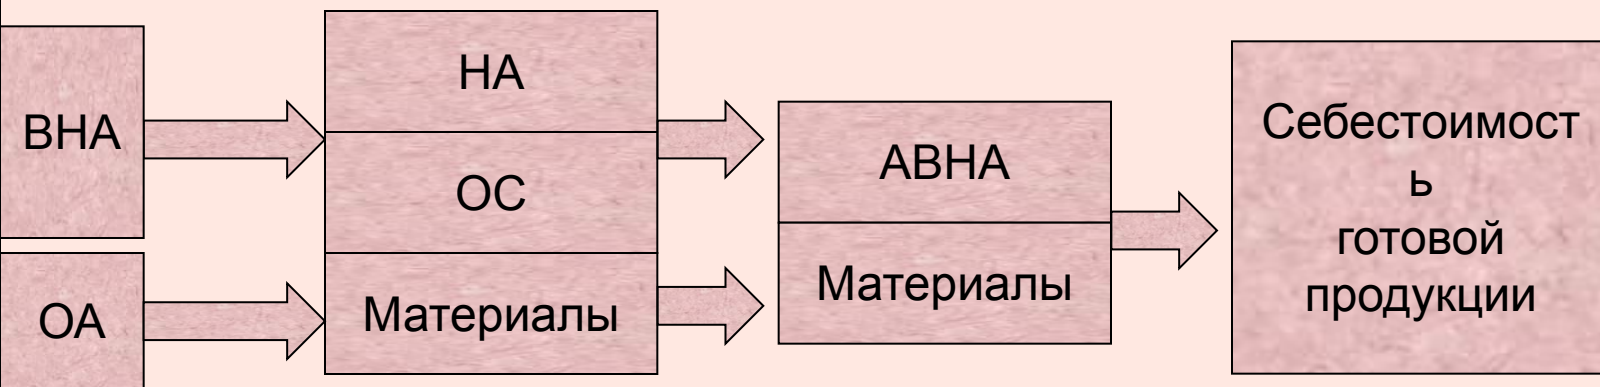 ВНА
ОА
НА
ОС
Материалы
АВНА
Материалы
Себестоимост
ь
готовой
продукции